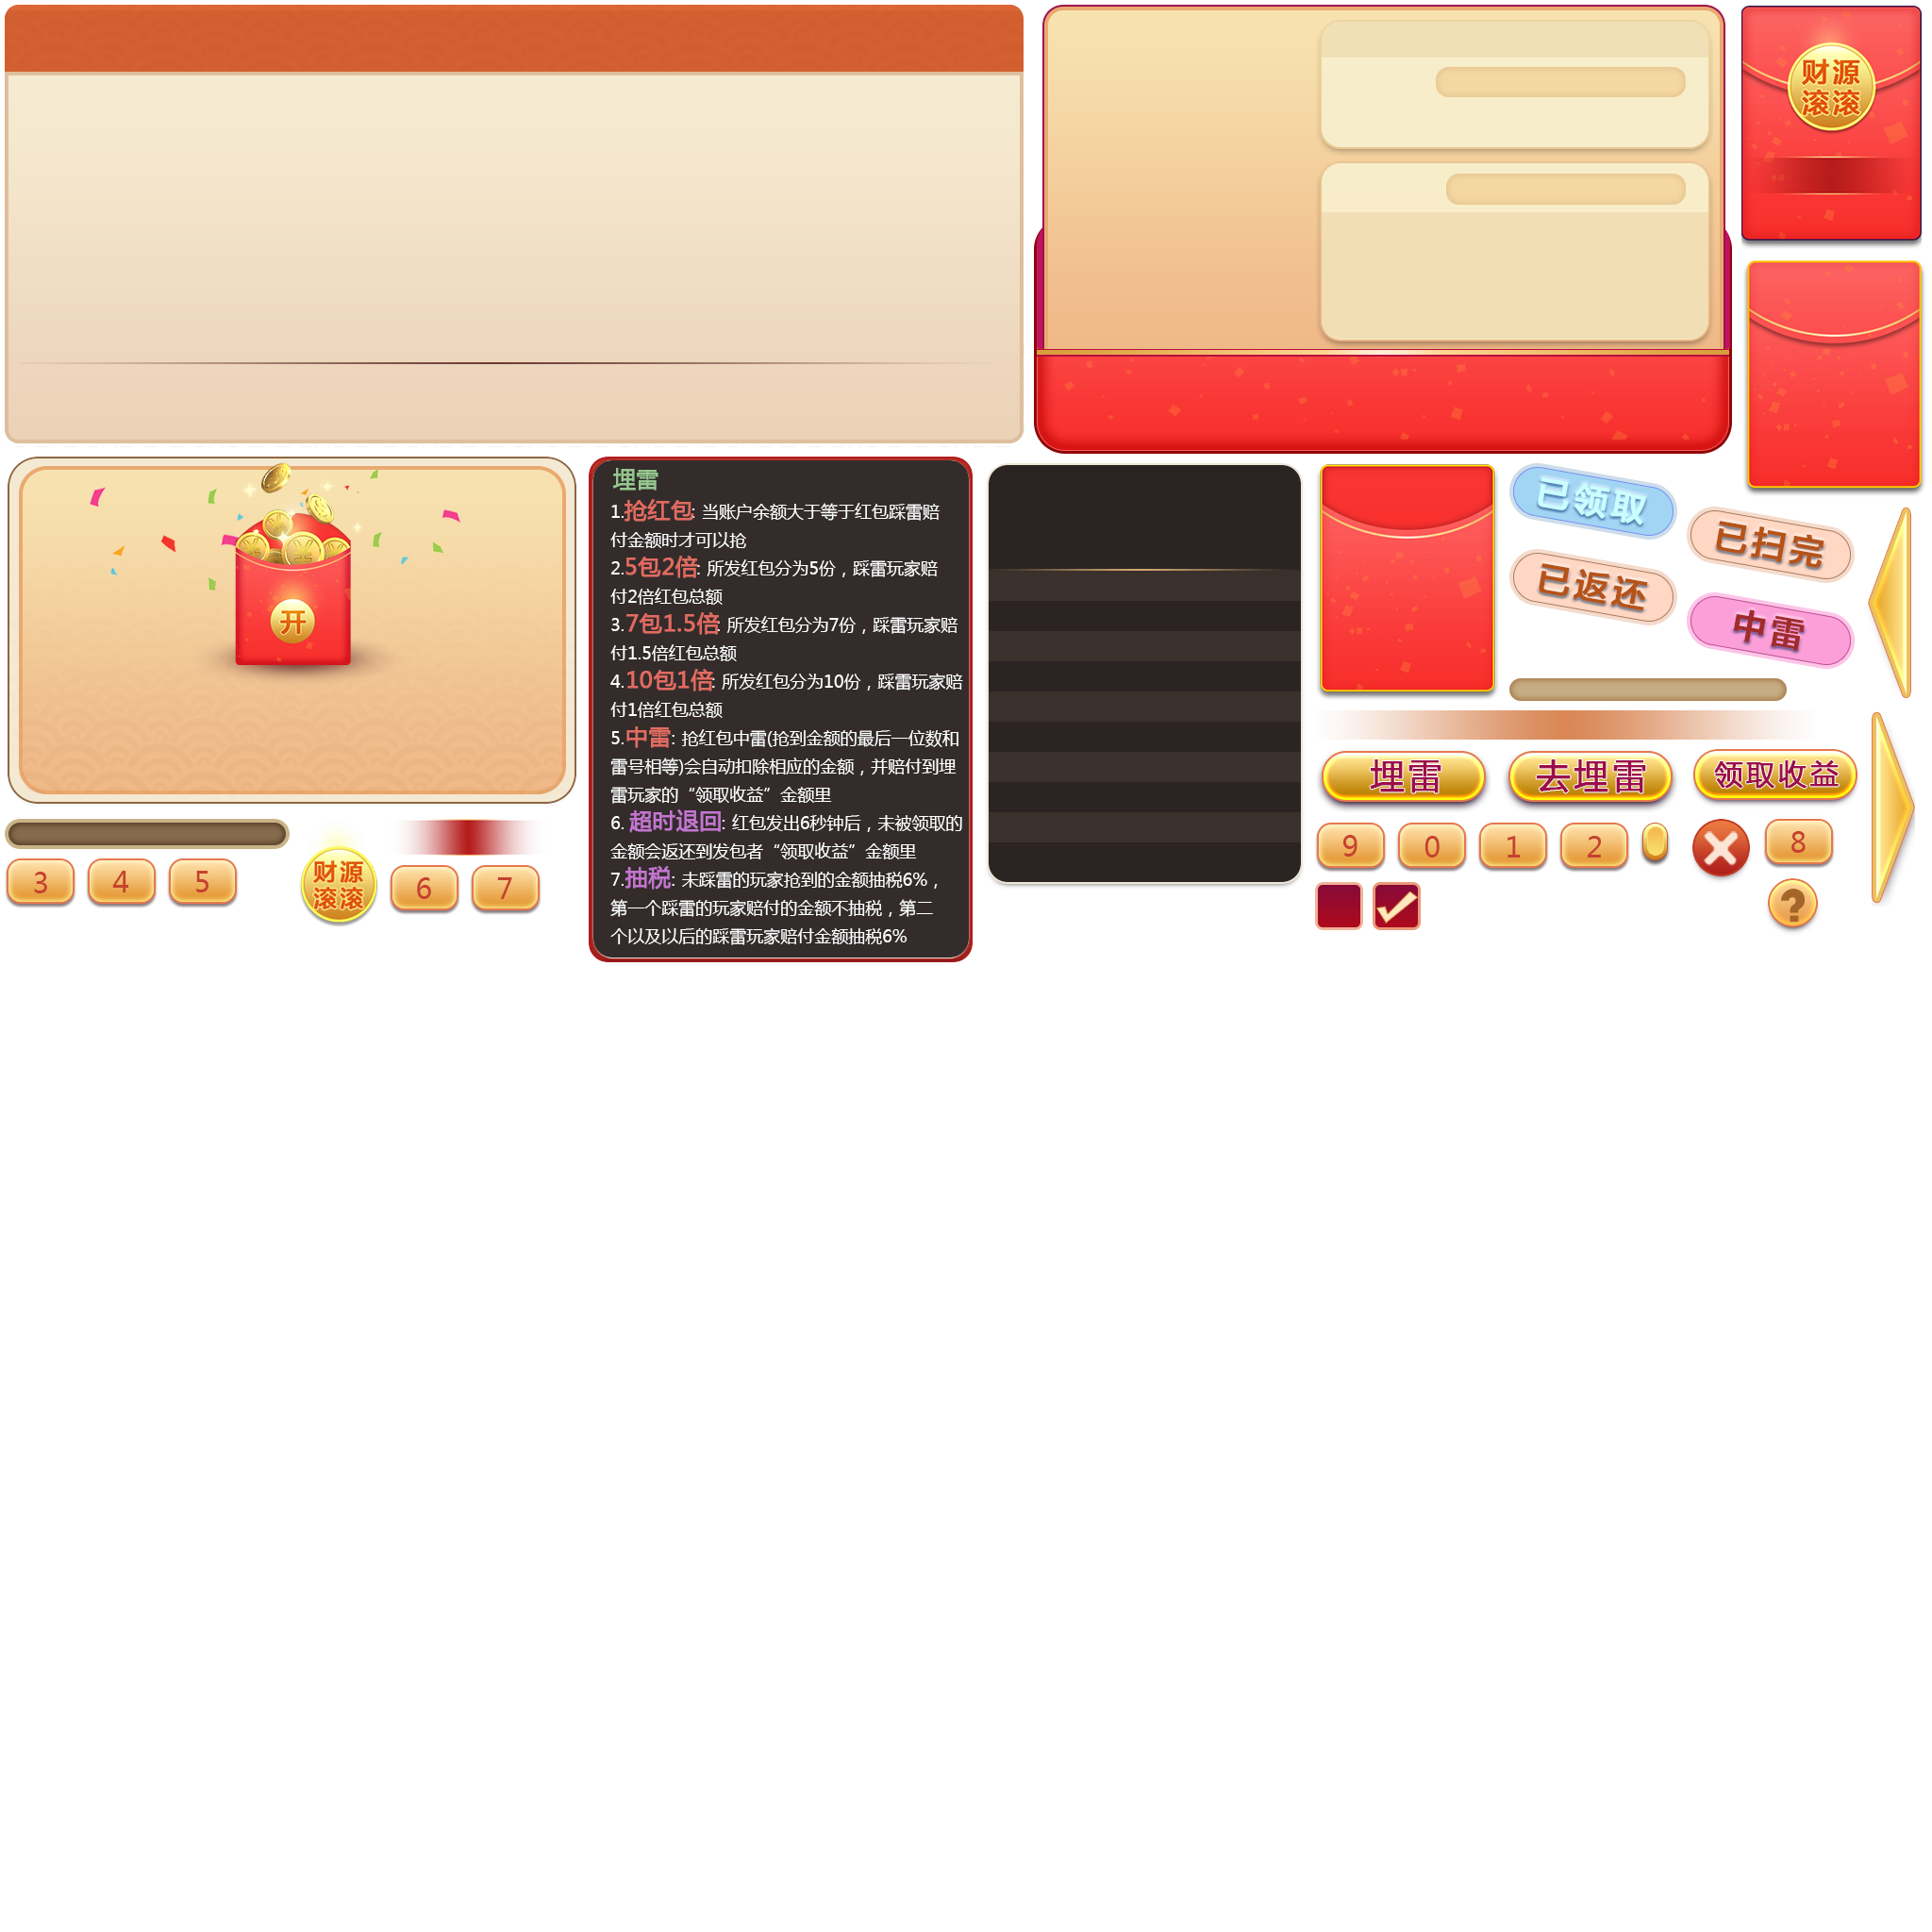 财源
滚滚
开
埋雷
1.抢红包: 当账户余额大于等于红包踩雷赔
付金额时才可以抢
2.5包2倍: 所发红包分为5份，踩雷玩家赔
付2倍红包总额
3.7包1.5倍: 所发红包分为7份，踩雷玩家赔
付1.5倍红包总额
4.10包1倍: 所发红包分为10份，踩雷玩家赔
付1倍红包总额
5.中雷: 抢红包中雷(抢到金额的最后一位数和
雷号相等)会自动扣除相应的金额，并赔付到埋
雷玩家的“领取收益”金额里
6. 超时退回: 红包发出6秒钟后，未被领取的
金额会返还到发包者“领取收益”金额里
7.抽税: 未踩雷的玩家抢到的金额抽税6%，
第一个踩雷的玩家赔付的金额不抽税，第二
个以及以后的踩雷玩家赔付金额抽税6%
已领取
已扫完
已返还
中雷
埋雷
去埋雷
领取收益
9
0
1
2
8
3
4
5
财源
滚滚
6
7
?